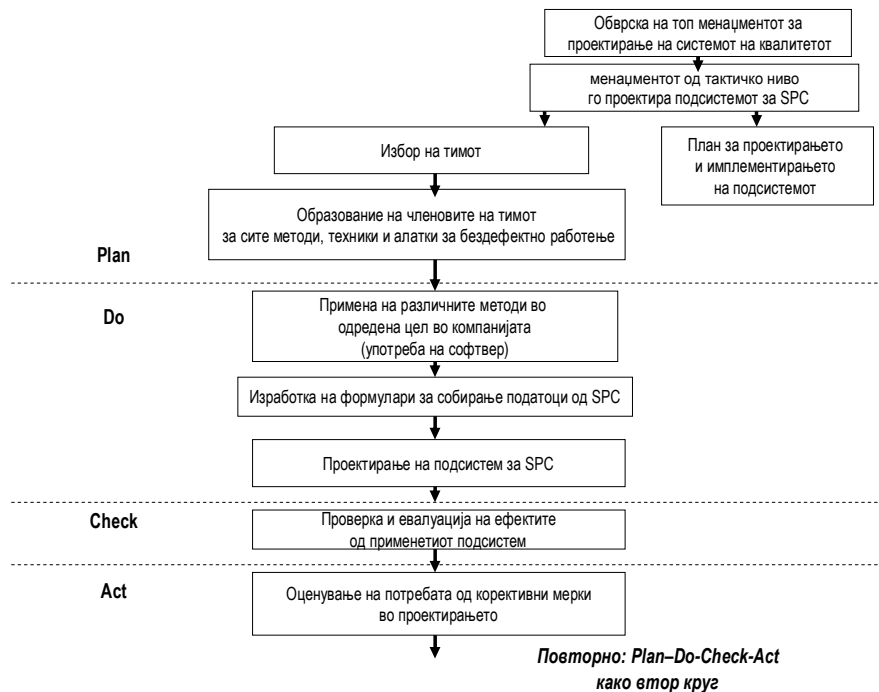 Обврска на топ менаџментот за
проектирање на системот на квалитетот
менаџментот од тактичко ниво
го проектира подсистемот за SPC
Избор на тимот
План за проектирањето
и имплементирањето
на подсистемот
Образование на членовите на тимот
за сите методи, техники и алатки за бездефектно работење
Plan
Do
Примена на различните методи во
одредена цел во компанијата
(употреба на софтвер)
Изработка на формулари за собирање податоци од SPC
Проектирање на подсистем за SPC
Check
Проверка и евалуација на ефектите
од применетиот подсистем
Act
Оценување на потребата од корективни мерки
во проектирањето
Повторно: Plan–Do-Check-Act
како втор круг